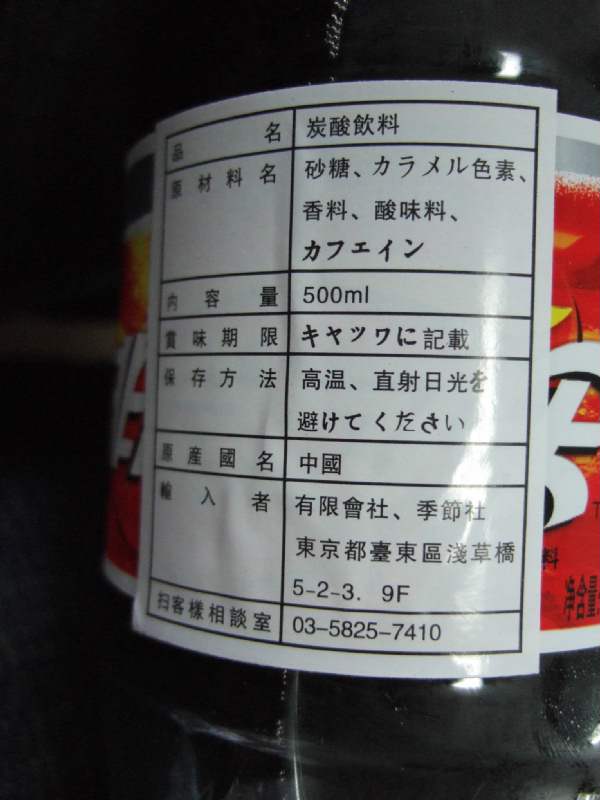 品名 炭酸飲料
原材料名 砂糖、カラメル色素、
香料、酸味料、
カフエイン
内容量 500ml
賞味期限 キヤツワに記載
保存方法 高温、直射日光を
避けてください
原産國名 中國
輸入者 有限會社、季節社
東京都臺東區淺草橋
5-2-3. 9F
扫客樣相談室 03-5825-7410
料